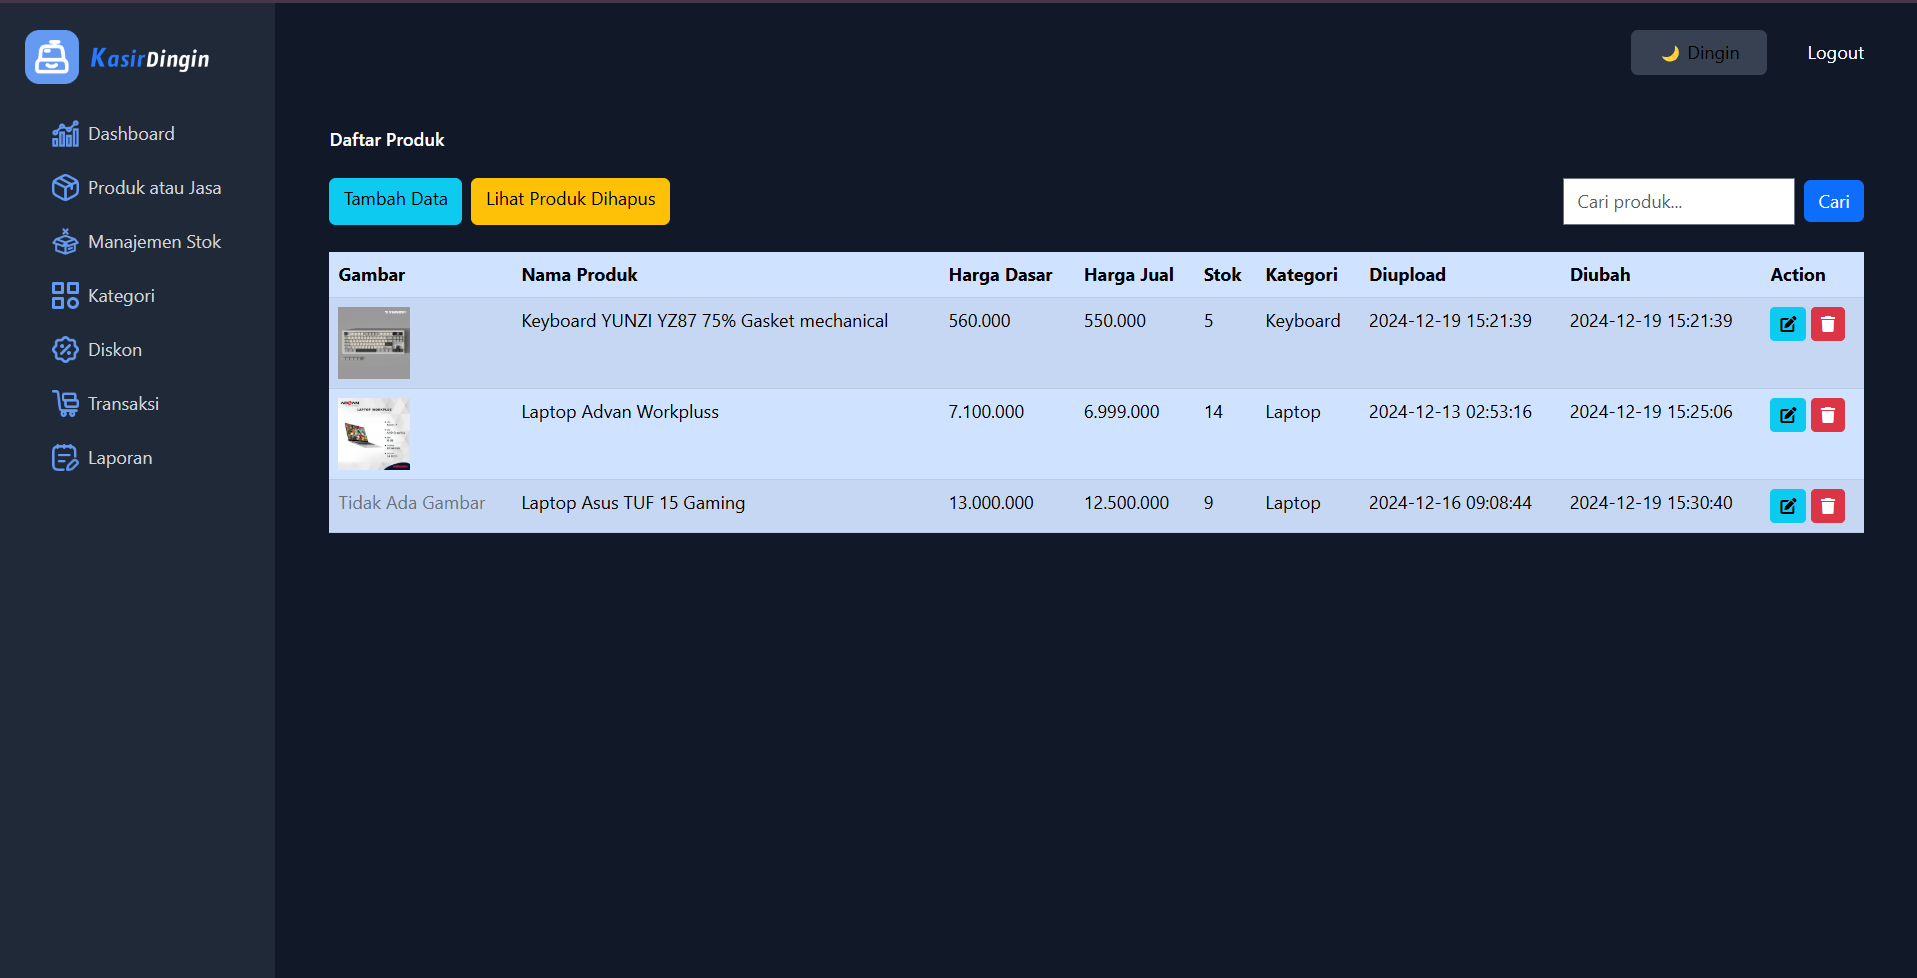 KasirDingin
🌙 Dingin
Logout
Dashboard
Produk atau Jasa
Manajemen Stok
Kategori
Diskon
Transaksi
Laporan
Daftar Produk
Tambah Data
Lihat Produk Dihapus
Cari produk...
Cari
Gambar Nama Produk Harga Dasar Harga Jual Stok Kategori Diupload Diubah Action
Keyboard YUNZI YZ87 75% Gasket mechanical 560.000 550.000 5 Keyboard 2024-12-19 15:21:39 2024-12-19 15:21:39
LAPTOP WORKPLUS
Laptop Advan Workpluss 7.100.000 6.999.000 14 Laptop 2024-12-13 02:53:16 2024-12-19 15:25:06
Tidak Ada Gambar Laptop Asus TUF 15 Gaming 13.000.000 12.500.000 9 Laptop 2024-12-16 09:08:44 2024-12-19 15:30:40